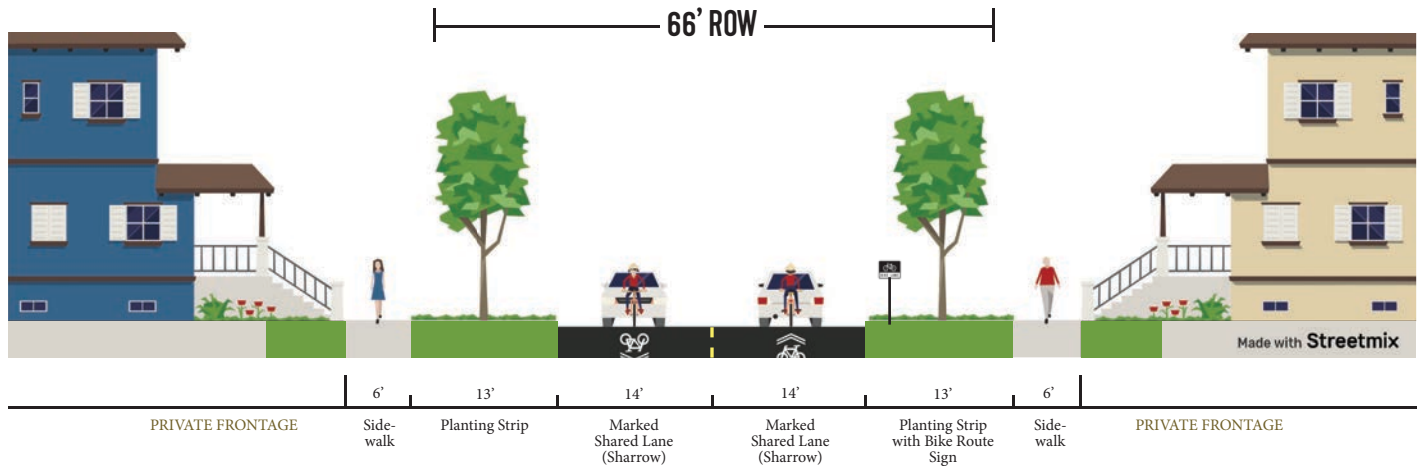 66’ ROW
Made with Streetmix
6’
13’
14’
14’
13’
6’
PRIVATE FRONTAGE
Side-
walk
Planting Strip
Marked
Shared Lane
(Sharrow)
Marked
Shared Lane
(Sharrow)
Planting Strip
with Bike Route
Sign
Side-
walk
PRIVATE FRONTAGE